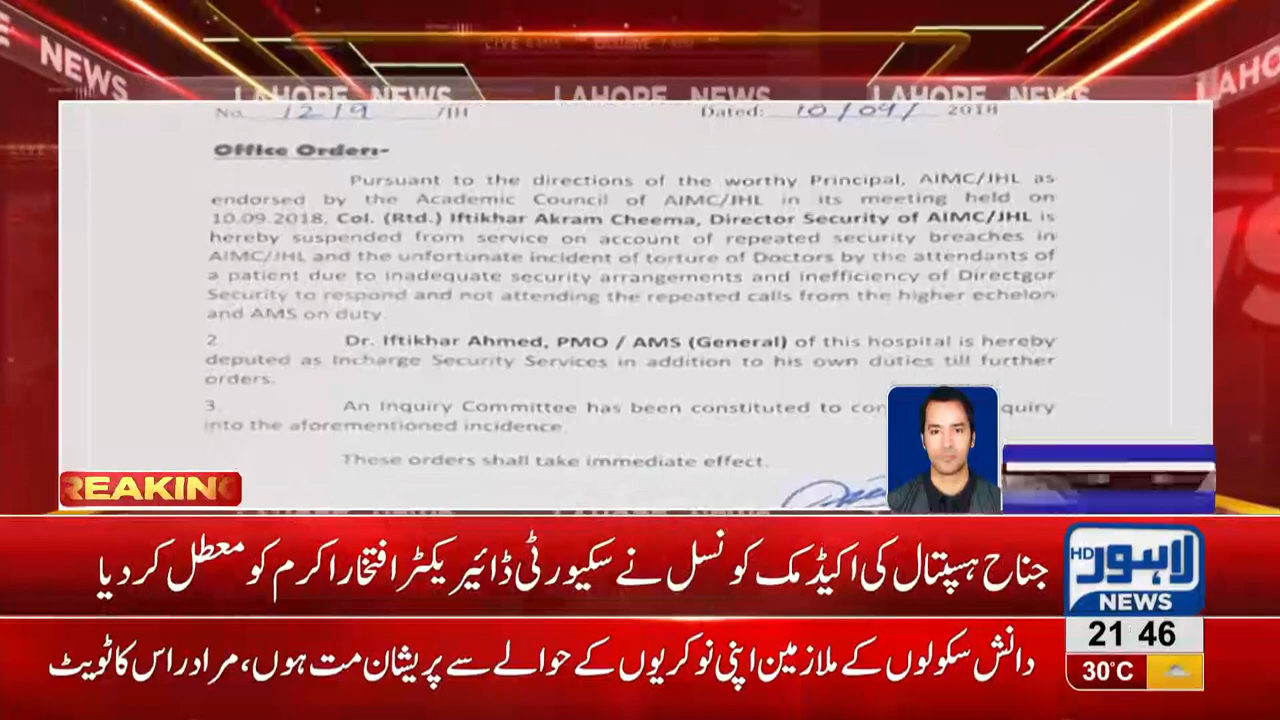 NEWS
LAHORE NEWS
LAHORE NEWS
LAHORE NEWS
LAHO
No. 1219 /JH Dated: 10/09/ 2018
Office Order:-
Pursuant to the directions of the worthy Principal, AIMC/JHL as
endorsed by the Academic Council of AIMC/JHL in its meeting held on
10.09.2018, Col. (Rtd.) Iftikhar Akram Cheema, Director Security of AIMC/JHL is
hereby suspended from service on account of repeated security breaches in
AIMC/JHL and the unfortunate incident of torture of Doctors by the attendants of
a patient due to inadequate security arrangements and inefficiency of Directgor
Security to respond and not attending the repeated calls from the higher echelon
and AMS on duty.
2. Dr. Iftikhar Ahmed, PMO / AMS (General) of this hospital is hereby
deputed as Incharge Security Services in addition to his own duties till further
orders.
3. An Inquiry Committee has been constituted to con quiry
into the aforementioned incidence.
These orders shall take immediate effect.
REAKING
جناح ہسپتال کی اکیڈمک کونسل نے سکیورٹی ڈائریکٹر افتخار اکرم کو معطل کر دیا
HD لاہور
NEWS
21 46
30°C
دانش سکولوں کے ملازمین اپنی نوکریوں کے حوالے سے پریشان مت ہوں، مراد راس کا ٹویٹ